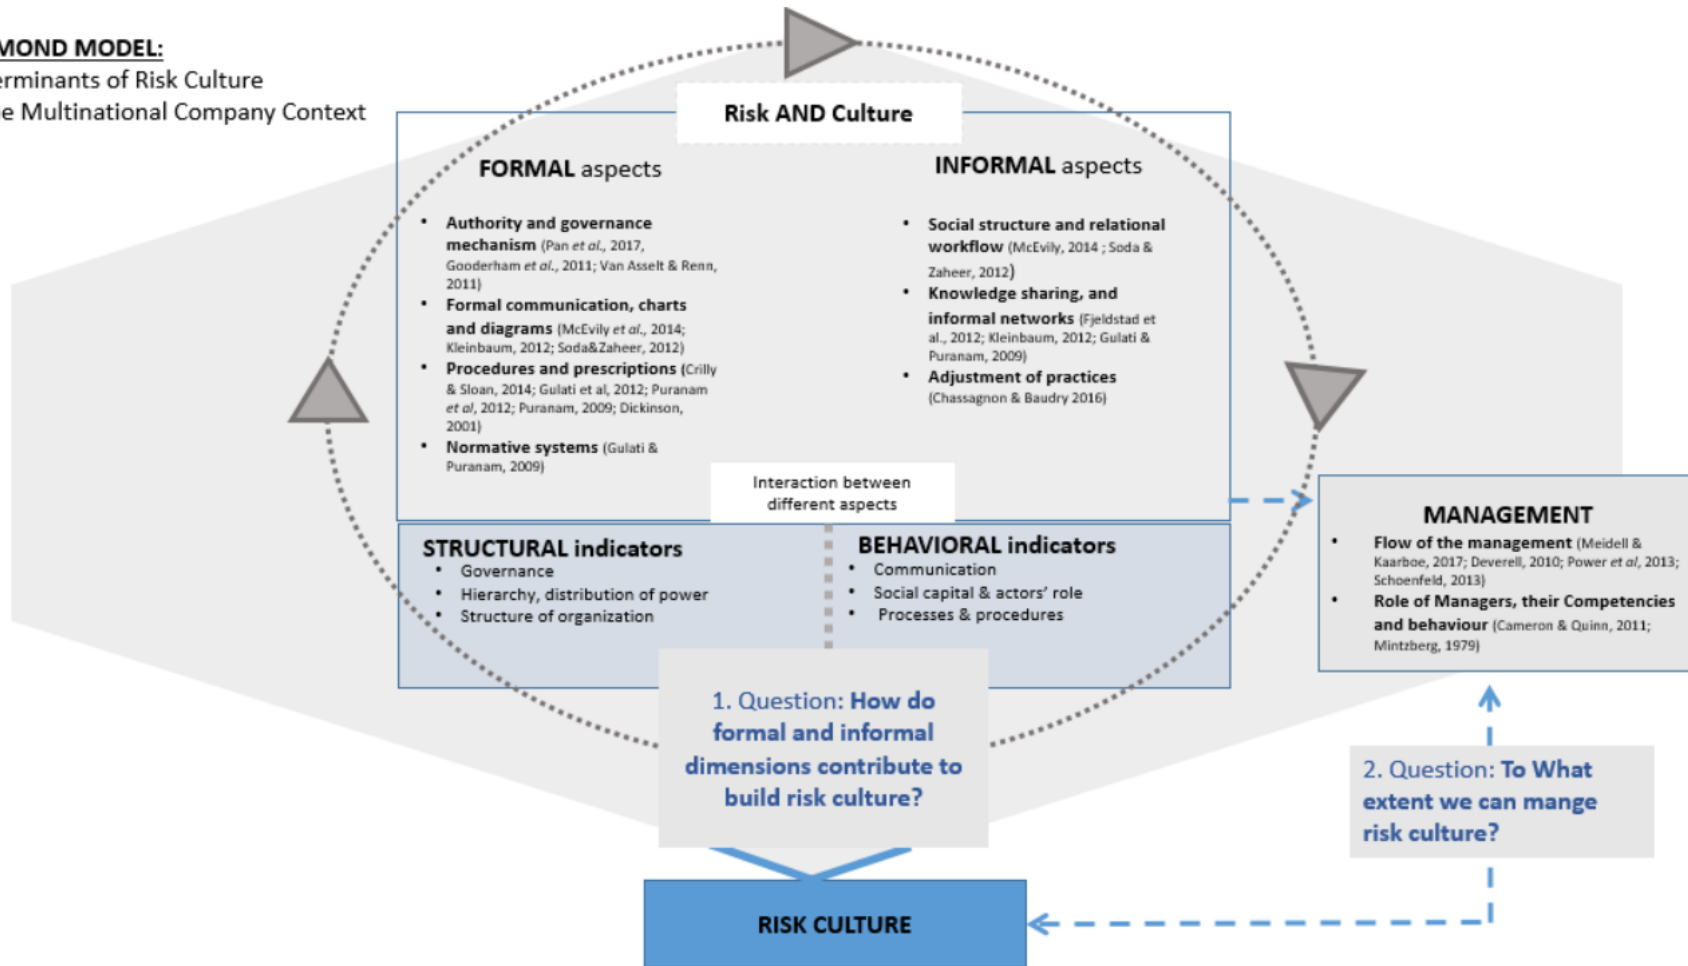 MOND MODEL:
erminants of Risk Culture
e Multinational Company Context
Risk AND Culture
FORMAL aspects
• Authority and governance
mechanism (Pan et al., 2017,
Gooderham et al., 2011; Van Asselt & Renn,
2011)
• Formal communication, charts
and diagrams (McEvily et al., 2014;
Kleinbaum, 2012; Soda&Zaheer, 2012)
• Procedures and prescriptions (Crilly
& Sloan, 2014; Gulati et al, 2012; Puranam
et al, 2012; Puranam, 2009; Dickinson,
2001)
• Normative systems (Gulati &
Puranam, 2009)
INFORMAL aspects
• Social structure and relational
workflow (McEvily, 2014 ; Soda &
Zaheer, 2012)
• Knowledge sharing, and
informal networks (Fjeldstad et
al., 2012; Kleinbaum, 2012; Gulati &
Puranam, 2009)
• Adjustment of practices
(Chassagnon & Baudry 2016)
Interaction between
different aspects
STRUCTURAL indicators
• Governance
• Hierarchy, distribution of power
• Structure of organization
BEHAVIORAL indicators
• Communication
• Social capital & actors' role
• Processes & procedures
MANAGEMENT
• Flow of the management (Meidell &
Kaarboe, 2017; Deverell, 2010; Power et al, 2013;
Schoenfeld, 2013)
• Role of Managers, their Competencies
and behaviour (Cameron & Quinn, 2011;
Mintzberg, 1979)
1. Question: How do
formal and informal
dimensions contribute to
build risk culture?
2. Question: To What
extent we can mange
risk culture?
RISK CULTURE